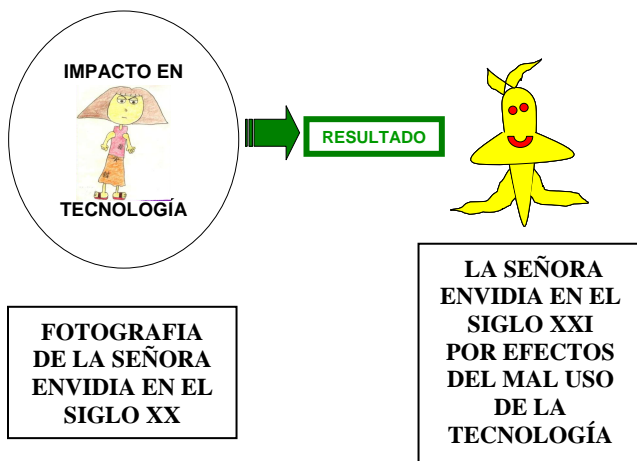 IMPACTO EN
TECNOLOGÍA
RESULTADO
FOTOGRAFIA
DE LA SEÑORA
ENVIDIA EN EL
SIGLO XX
LA SEÑORA
ENVIDIA EN EL
SIGLO XXI
POR EFECTOS
DEL MAL USO
DE LA
TECNOLOGÍA